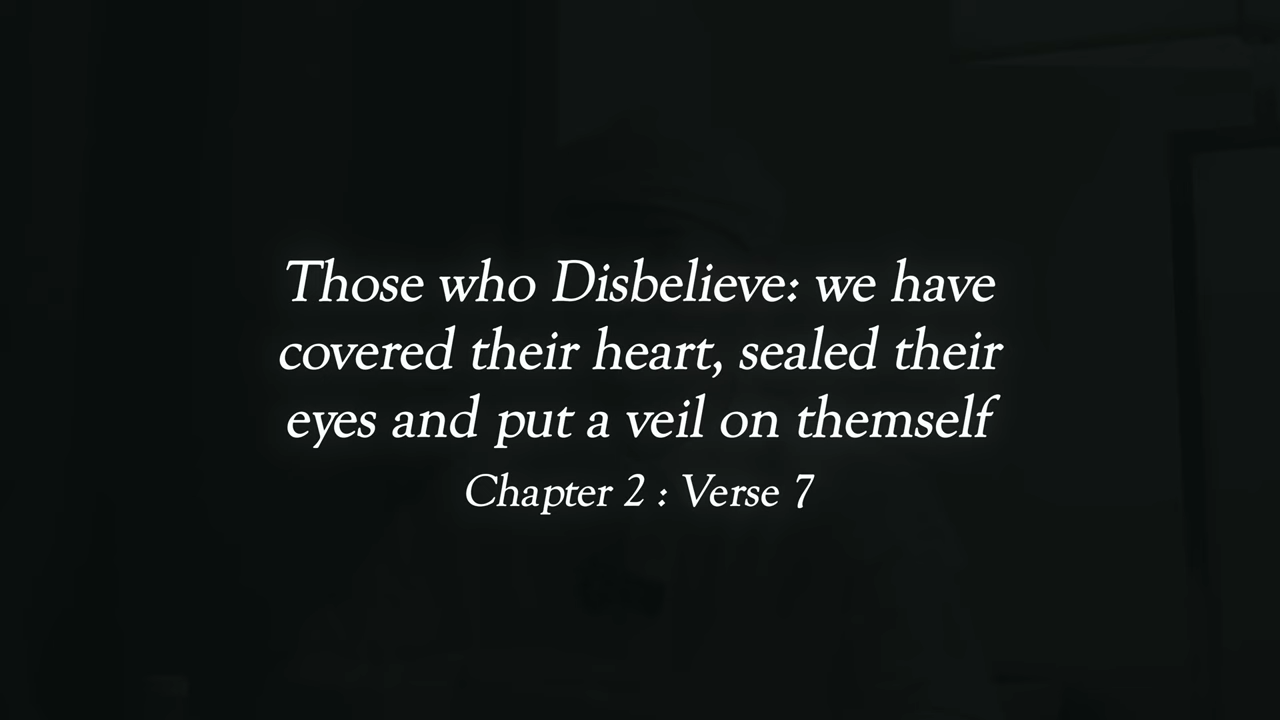 Those who Disbelieve: we have
covered their heart, sealed their
eyes and put a veil on themself
Chapter 2 : Verse 7